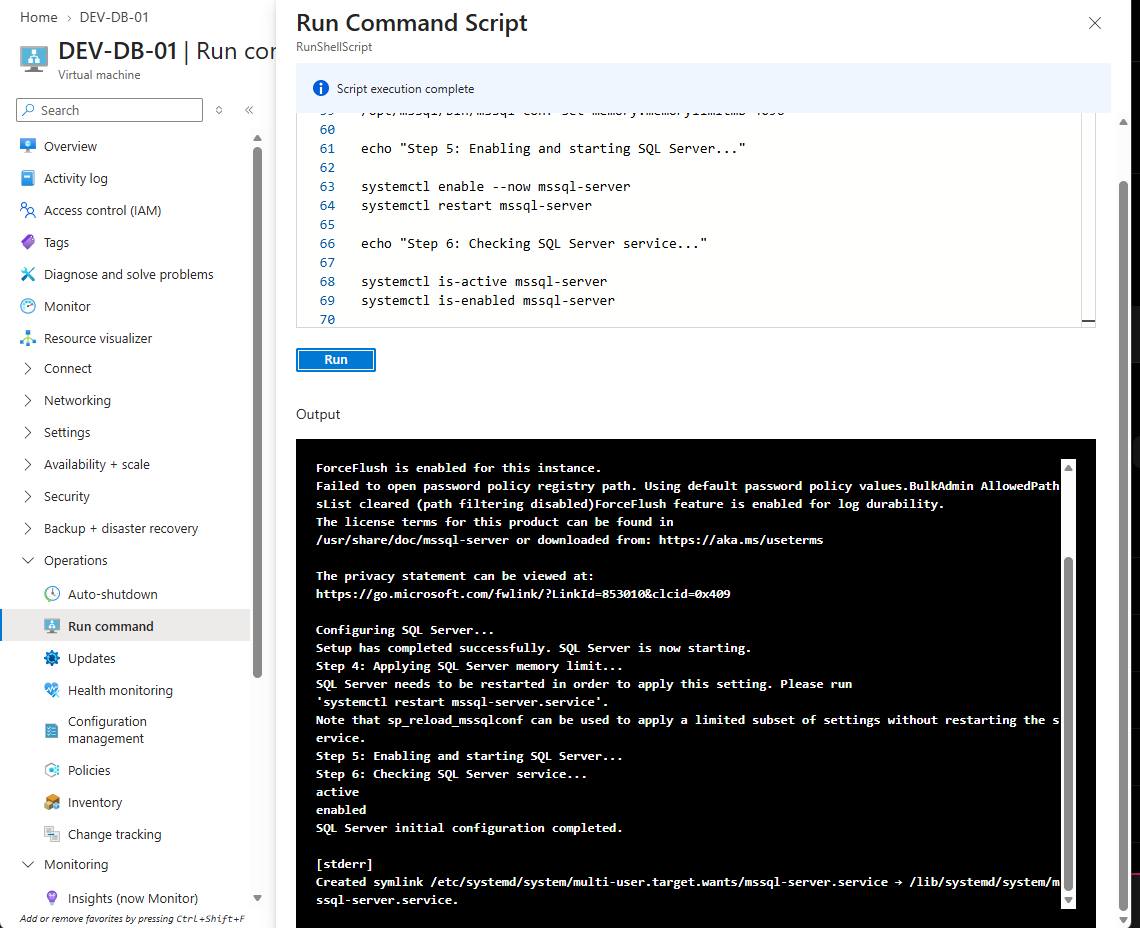 Home > DEV-DB-01
DEV-DB-01 | Run con
Virtual machine
Search
Overview
Activity log
Access control (IAM)
Tags
Diagnose and solve problems
Monitor
Resource visualizer
Connect
Networking
Settings
Availability + scale
Security
Backup + disaster recovery
Operations
Auto-shutdown
Run command
Updates
Health monitoring
Configuration
management
Policies
Inventory
Change tracking
Monitoring
Insights (now Monitor)
Add or remove favorites by pressing Ctrl+Shift+F
Run Command Script
RunShellScript
Script execution complete
59 /opt/mssql/bin/mssql-conf set memory.memorylimitmb 4096
60
61 echo "Step 5: Enabling and starting SQL Server..."
62
63 systemctl enable --now mssql-server
64 systemctl restart mssql-server
65
66 echo "Step 6: Checking SQL Server service..."
67
68 systemctl is-active mssql-server
69 systemctl is-enabled mssql-server
70
Run
Output
ForceFlush is enabled for this instance.
Failed to open password policy registry path. Using default password policy values.BulkAdmin AllowedPath
sList cleared (path filtering disabled)ForceFlush feature is enabled for log durability.
The license terms for this product can be found in
/usr/share/doc/mssql-server or downloaded from: https://aka.ms/useterms
The privacy statement can be viewed at:
https://go.microsoft.com/fwlink/?LinkId=853010&clcid=0x409
Configuring SQL Server...
Setup has completed successfully. SQL Server is now starting.
Step 4: Applying SQL Server memory limit...
SQL Server needs to be restarted in order to apply this setting. Please run
'systemctl restart mssql-server.service'.
Note that sp_reload_mssqlconf can be used to apply a limited subset of settings without restarting the s
ervice.
Step 5: Enabling and starting SQL Server...
Step 6: Checking SQL Server service...
active
enabled
SQL Server initial configuration completed.
[stderr]
Created symlink /etc/systemd/system/multi-user.target.wants/mssql-server.service → /lib/systemd/system/m
ssql-server.service.